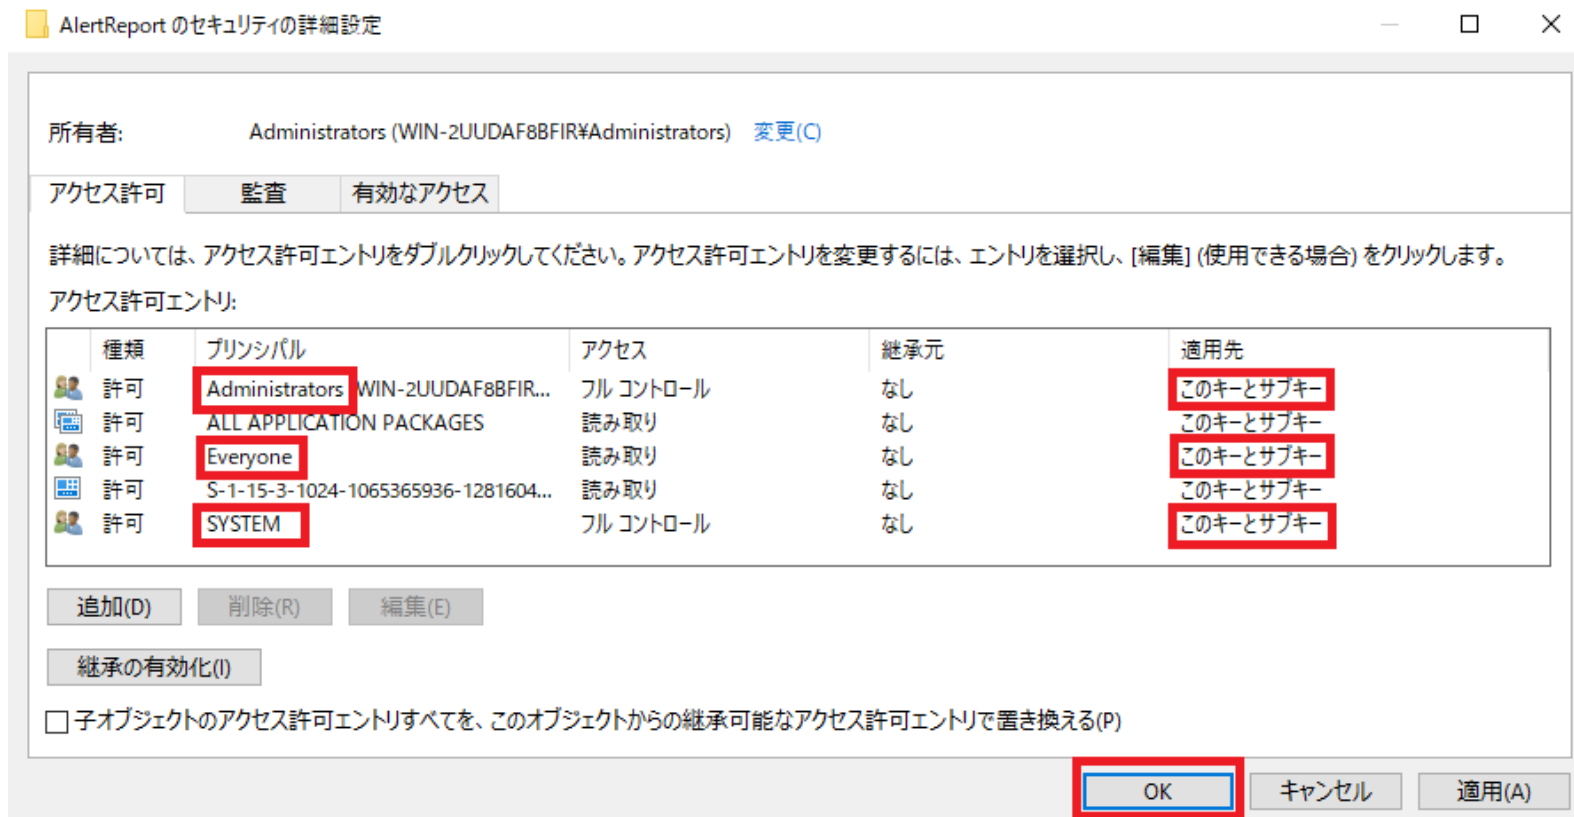 AlertReport のセキュリティの詳細設定
所有者: Administrators (WIN-2UUDAF8BFIR¥Administrators) 変更(C)
アクセス許可 監査 有効なアクセス
詳細については、アクセス許可エントリをダブルクリックしてください。アクセス許可エントリを変更するには、エントリを選択し、[編集] (使用できる場合) をクリックします。
アクセス許可エントリ:
種類 プリンシパル アクセス 継承元 適用先
許可 Administrators WIN-2UUDAF8BFIR... フル コントロール なし このキーとサブキー
許可 ALL APPLICATION PACKAGES 読み取り なし このキーとサブキー
許可 Everyone 読み取り なし このキーとサブキー
許可 S-1-15-3-1024-1065365936-1281604... 読み取り なし このキーとサブキー
許可 SYSTEM フル コントロール なし このキーとサブキー
追加(D) 削除(R) 編集(E)
継承の有効化(I)
子オブジェクトのアクセス許可エントリすべてを、このオブジェクトからの継承可能なアクセス許可エントリで置き換える(P)
OK キャンセル 適用(A)